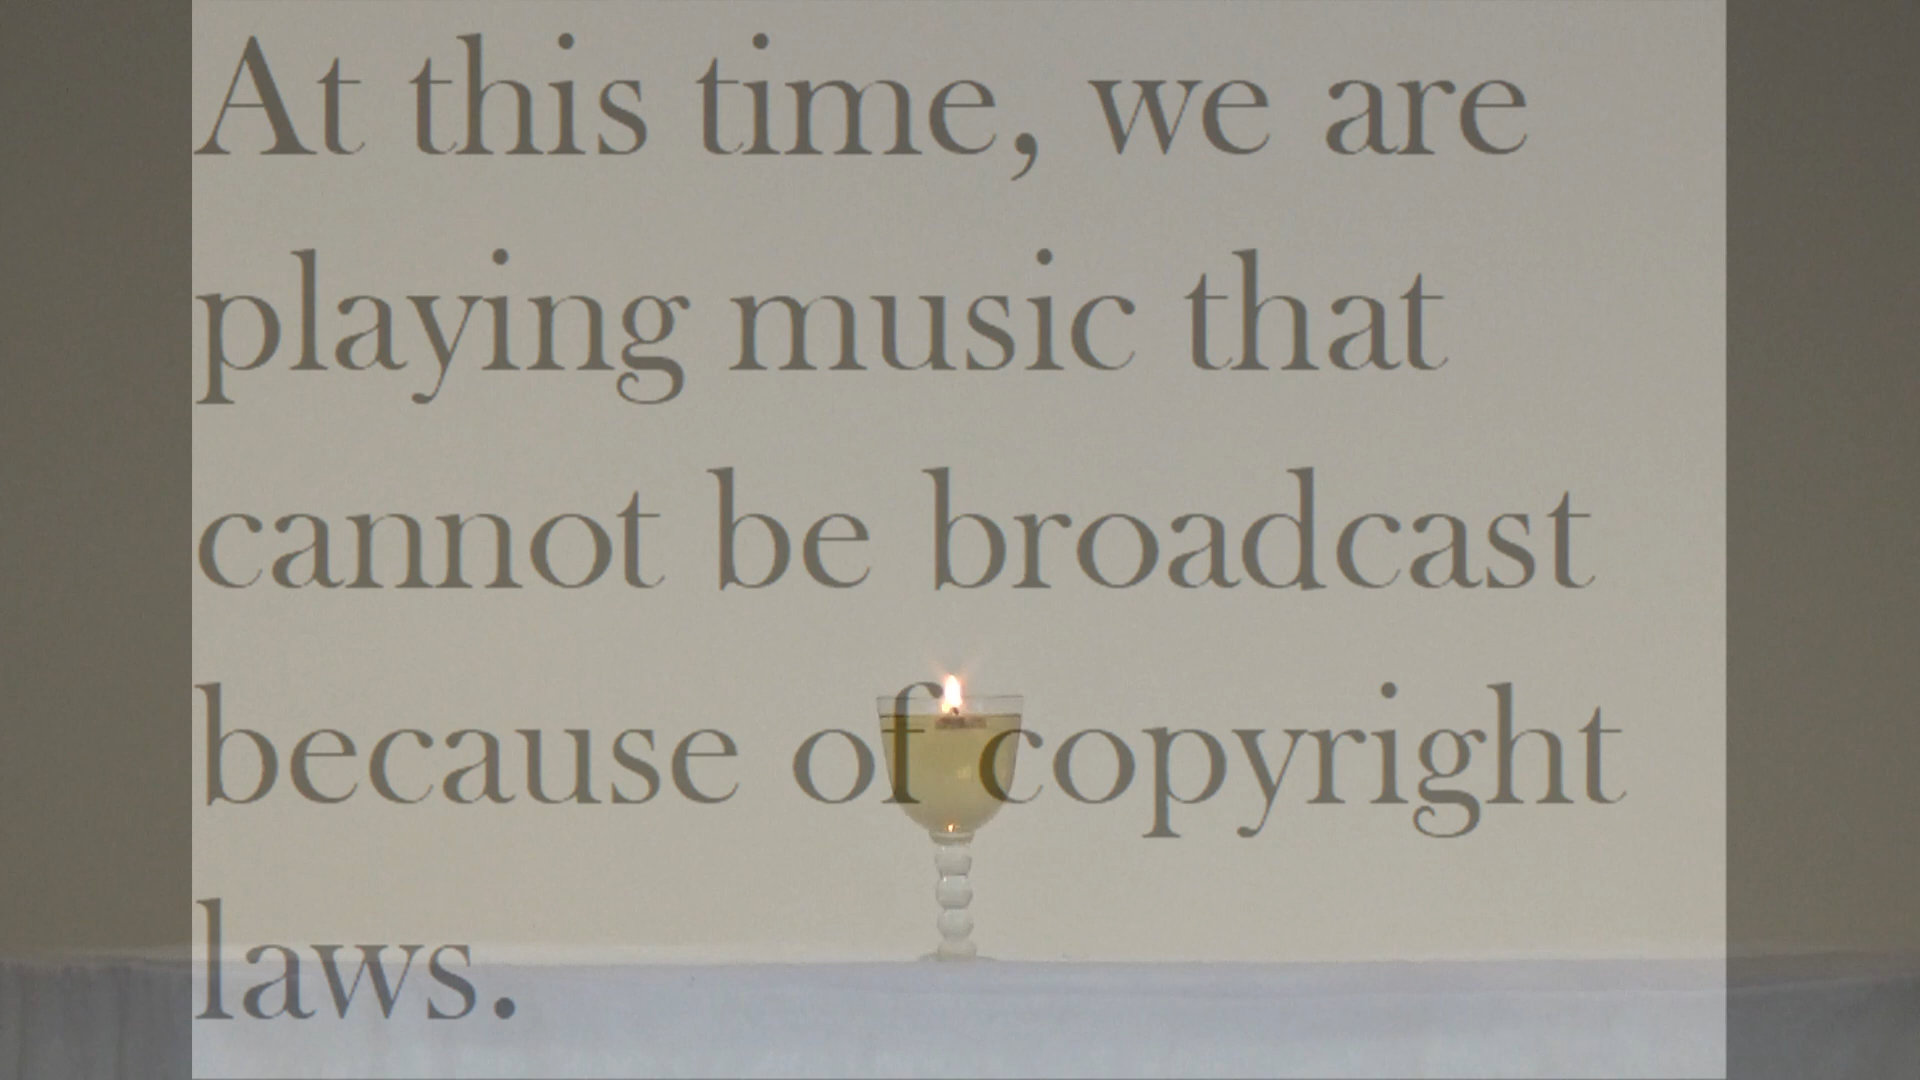 At this time, we are
playing music that
cannot be broadcast
because of copyright
laws.